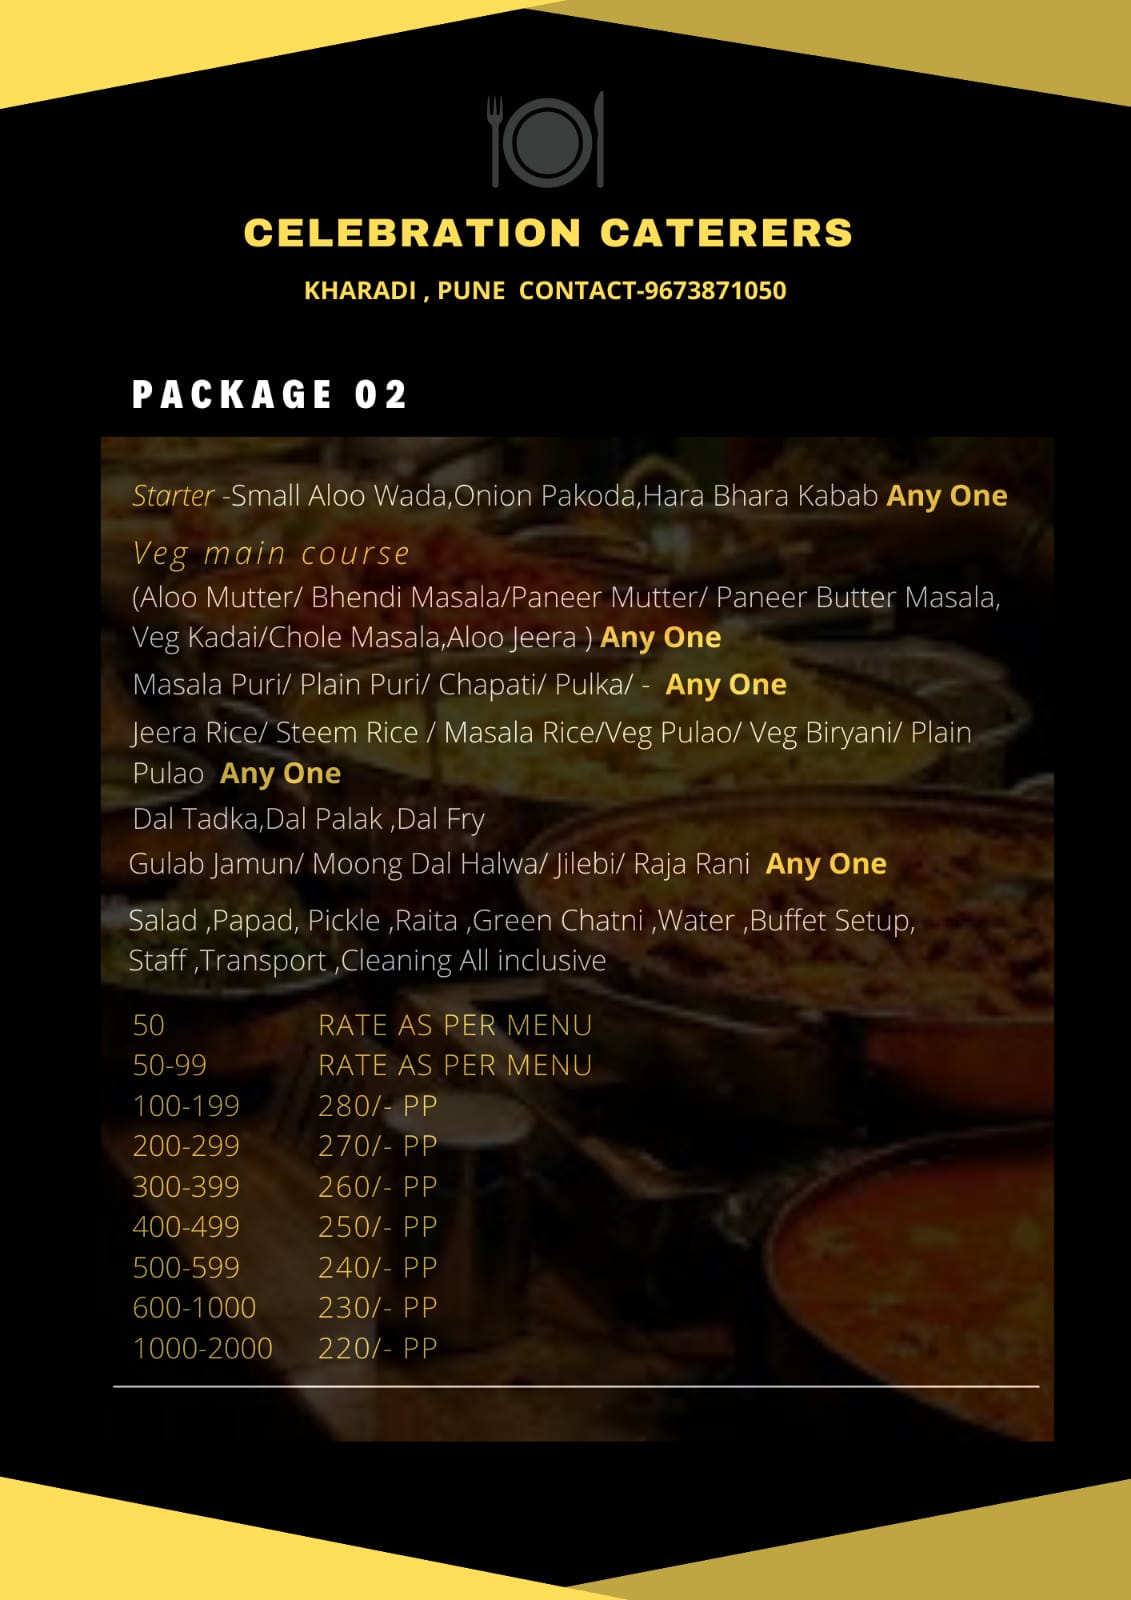 CELEBRATION CATERERS
KHARADI , PUNE CONTACT-9673871050
PACKAGE 02
Starter -Small Aloo Wada,Onion Pakoda,Hara Bhara Kabab Any One
Veg main course
(Aloo Mutter/ Bhendi Masala/Paneer Mutter/ Paneer Butter Masala,
Veg Kadai/Chole Masala,Aloo Jeera ) Any One
Masala Puri/ Plain Puri/ Chapati/ Pulka/ - Any One
Jeera Rice/ Steem Rice / Masala Rice/Veg Pulao/ Veg Biryani/ Plain
Pulao Any One
Dal Tadka,Dal Palak ,Dal Fry
Gulab Jamun/ Moong Dal Halwa/ Jilebi/ Raja Rani Any One
Salad ,Papad, Pickle ,Raita ,Green Chatni ,Water ,Buffet Setup,
Staff ,Transport ,Cleaning All inclusive
50 RATE AS PER MENU
50-99 RATE AS PER MENU
100-199 280/- PP
200-299 270/- PP
300-399 260/- PP
400-499 250/- PP
500-599 240/- PP
600-1000 230/- PP
1000-2000 220/- PP